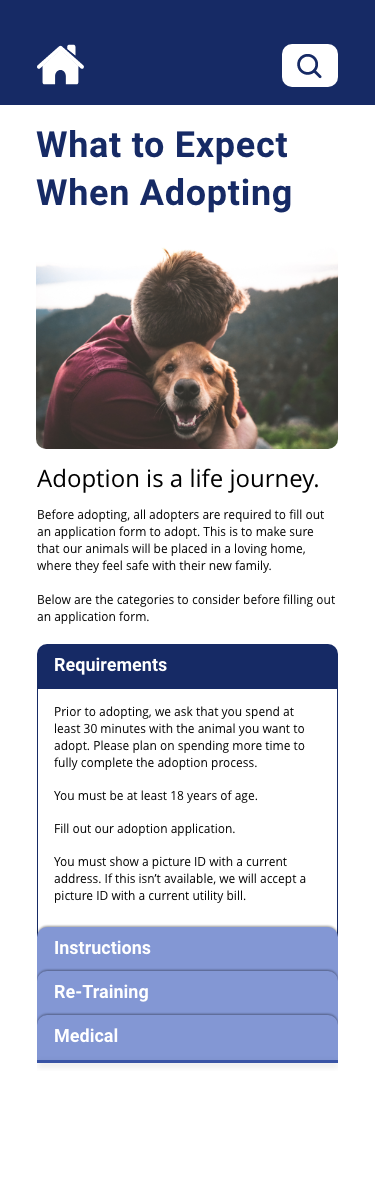 What to Expect
When Adopting
Adoption is a life journey.
Before adopting, all adopters are required to fill out
an application form to adopt. This is to make sure
that our animals will be placed in a loving home,
where they feel safe with their new family.
Below are the categories to consider before filling out
an application form.
Requirements
Prior to adopting, we ask that you spend at
least 30 minutes with the animal you want to
adopt. Please plan on spending more time to
fully complete the adoption process.
You must be at least 18 years of age.
Fill out our adoption application.
You must show a picture ID with a current
address. If this isn’t available, we will accept a
picture ID with a current utility bill.
Instructions
Re-Training
Medical